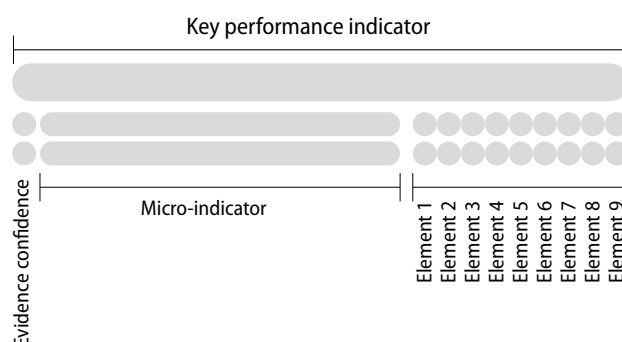 Key performance indicator
Evidence confidence
Micro-indicator
Element 1
Element 2
Element 3
Element 4
Element 5
Element 6
Element 7
Element 8
Element 9